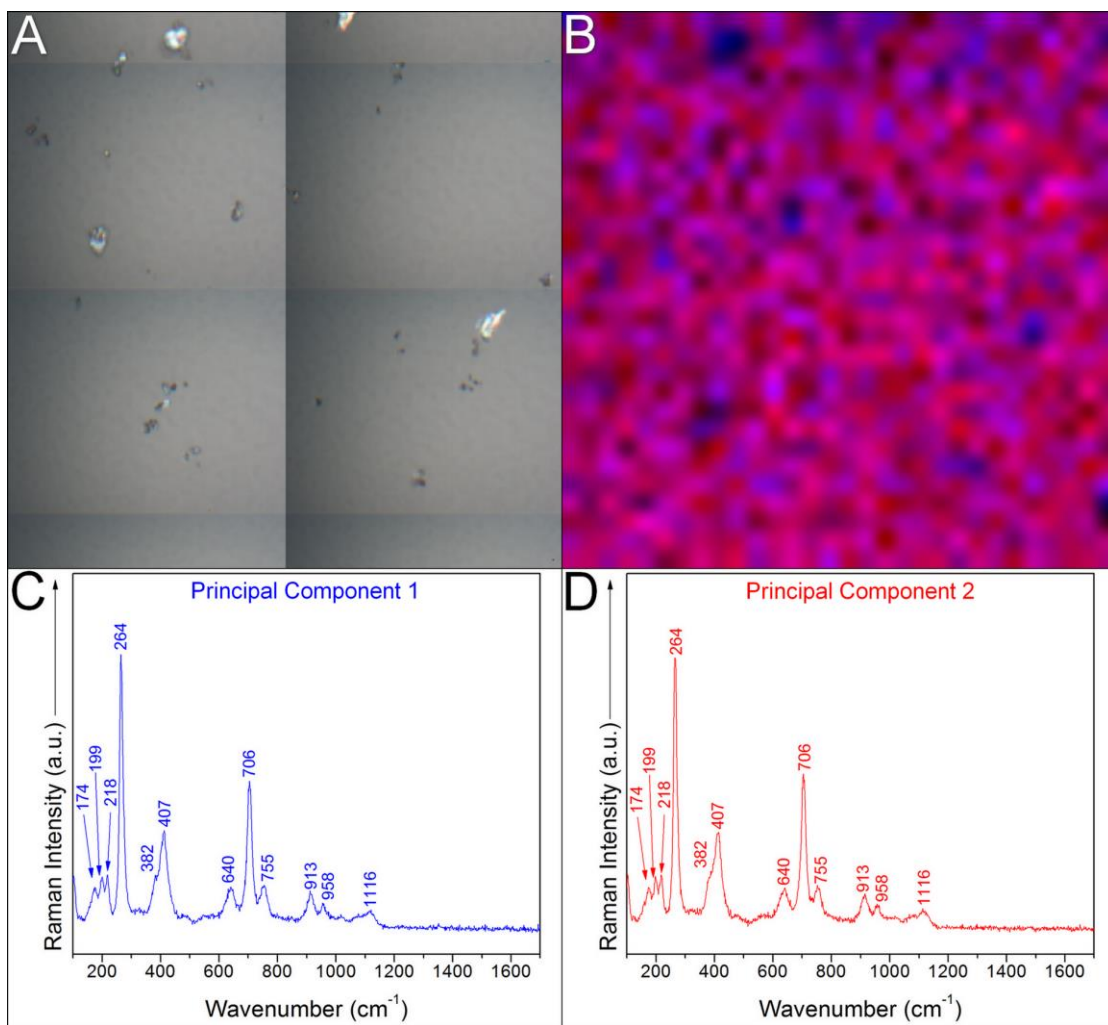 A
B
C
Principal Component 1
Raman Intensity (a.u.)
174
199
218
264
382
407
640
706
755
913
958
1116
200 400 600 800 1000 1200 1400 1600
Wavenumber (cm⁻¹)
D
Principal Component 2
Raman Intensity (a.u.)
174
199
218
264
382
407
640
706
755
913
958
1116
200 400 600 800 1000 1200 1400 1600
Wavenumber (cm⁻¹)